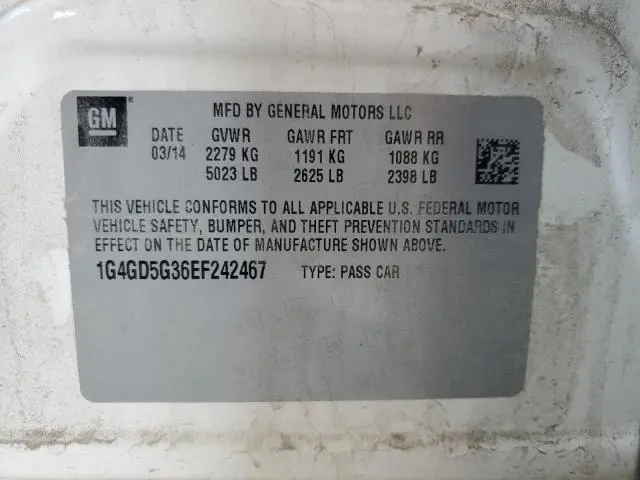 GM ®
MFD BY GENERAL MOTORS LLC
DATE GVWR GAWR FRT GAWR RR
03/14 2279 KG 1191 KG 1088 KG
5023 LB 2625 LB 2398 LB
THIS VEHICLE CONFORMS TO ALL APPLICABLE U.S. FEDERAL MOTOR
VEHICLE SAFETY, BUMPER, AND THEFT PREVENTION STANDARDS IN
EFFECT ON THE DATE OF MANUFACTURE SHOWN ABOVE.
1G4GD5G36EF242467 TYPE: PASS CAR